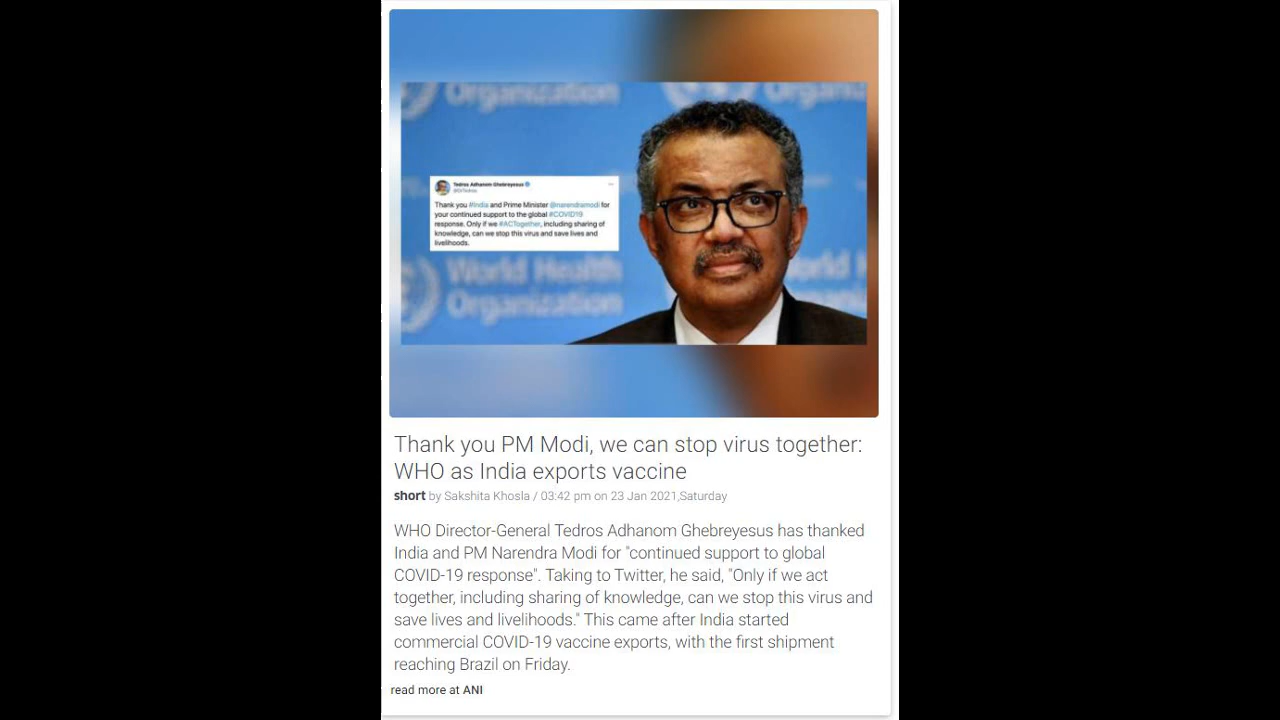 Organization
Organiz
Tedros Adhanom Ghebreyesus
@DrTedros
Thank you #India and Prime Minister @narendramodi for
your continued support to the global #COVID19
response. Only if we #ACTogether, including sharing of
knowledge, can we stop this virus and save lives and
livelihoods.
World Health
Organization
orld H
ganiz
Thank you PM Modi, we can stop virus together:
WHO as India exports vaccine
short by Sakshita Khosla / 03:42 pm on 23 Jan 2021,Saturday
WHO Director-General Tedros Adhanom Ghebreyesus has thanked
India and PM Narendra Modi for "continued support to global
COVID-19 response". Taking to Twitter, he said, "Only if we act
together, including sharing of knowledge, can we stop this virus and
save lives and livelihoods." This came after India started
commercial COVID-19 vaccine exports, with the first shipment
reaching Brazil on Friday.
read more at ANI